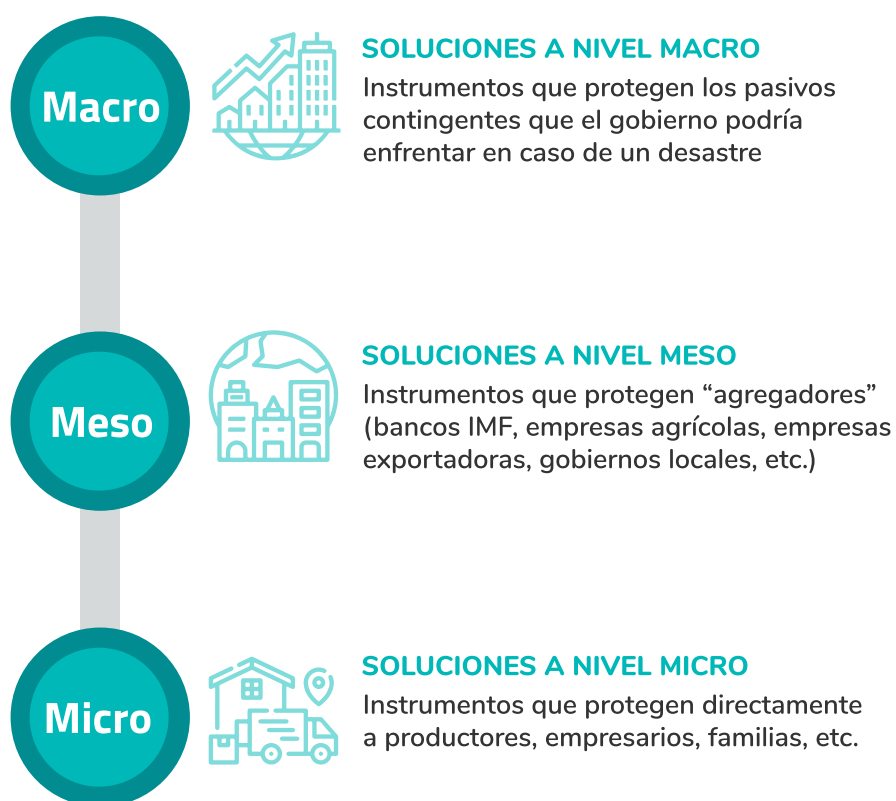 Macro
SOLUCIONES A NIVEL MACRO
Instrumentos que protegen los pasivos
contingentes que el gobierno podría
enfrentar en caso de un desastre
Meso
SOLUCIONES A NIVEL MESO
Instrumentos que protegen “agregadores”
(bancos IMF, empresas agrícolas, empresas
exportadoras, gobiernos locales, etc.)
Micro
SOLUCIONES A NIVEL MICRO
Instrumentos que protegen directamente
a productores, empresarios, familias, etc.